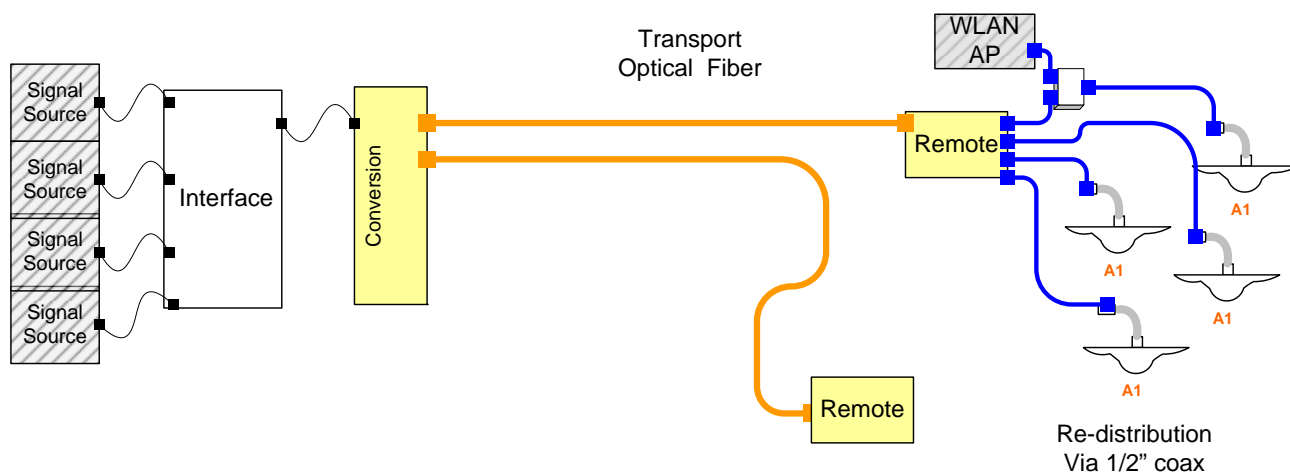 Signal
Source
Signal
Source
Signal
Source
Signal
Source
Interface
Conversion
Transport
Optical Fiber
WLAN
AP
Remote
Remote
A1
A1
A1
A1
Re-distribution
Via 1/2” coax